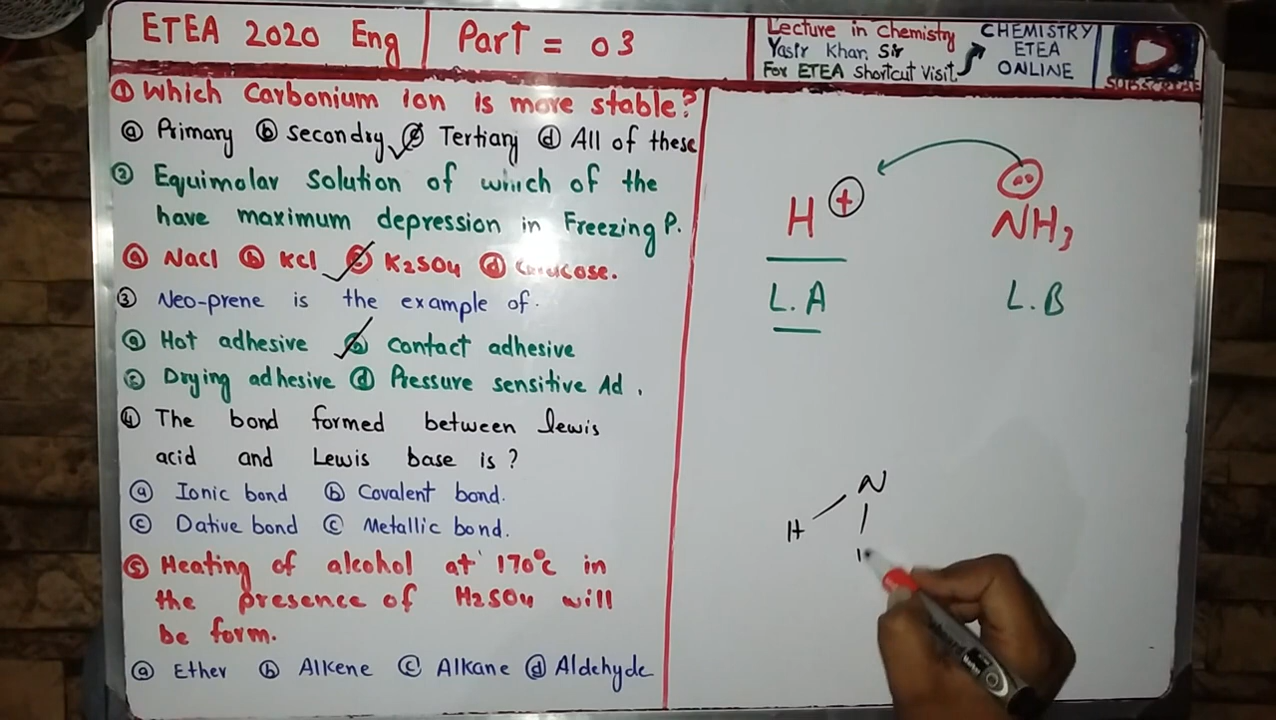 ETEA 2020 Eng Part = 03
Lecture in Chemistry
Yasir Khan Sir
For ETEA shortcut Visit
CHEMISTRY
ETEA
ONLINE
SUBSCRIBE
① Which Carbonium ion is more stable?
ⓐ Primary ⓑ secondry ⓒ Tertiary ⓓ All of these
② Equimolar solution of which of the
have maximum depression in Freezing P.
ⓐ Nacl ⓑ KCl ⓒ K2SO4 ⓓ
③ Neo-prene is the example of.
ⓐ Hot adhesive ⓑ contact adhesive
ⓒ Drying adhesive ⓓ Pressure sensitive Ad.
④ The bond formed between lewis
acid and Lewis base is?
ⓐ Ionic bond ⓑ Covalent bond.
ⓒ Dative bond ⓒ Metallic bond.
⑤ Heating of alcohol at 170°c in
the presence of H2SO4 will
be form.
ⓐ Ether ⓑ Alkene ⓒ Alkane ⓓ Aldehyde
H + NH3
L.A L.B
N
H
H